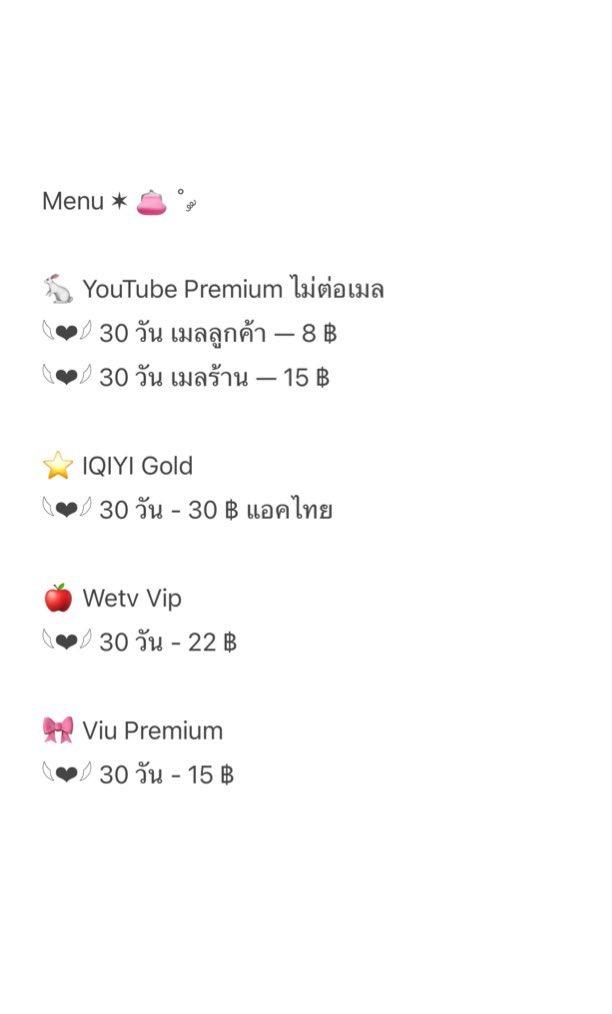 Menu ✶ 👛 ˚ ༘
🐇 YouTube Premium ไม่ต่อเมล
𓆩❤︎𓆪 30 วัน เมลลูกค้า — 8 ฿
𓆩❤︎𓆪 30 วัน เมลร้าน — 15 ฿
⭐ IQIYI Gold
𓆩❤︎𓆪 30 วัน - 30 ฿ แอคไทย
🍎 Wetv Vip
𓆩❤︎𓆪 30 วัน - 22 ฿
🎀 Viu Premium
𓆩❤︎𓆪 30 วัน - 15 ฿